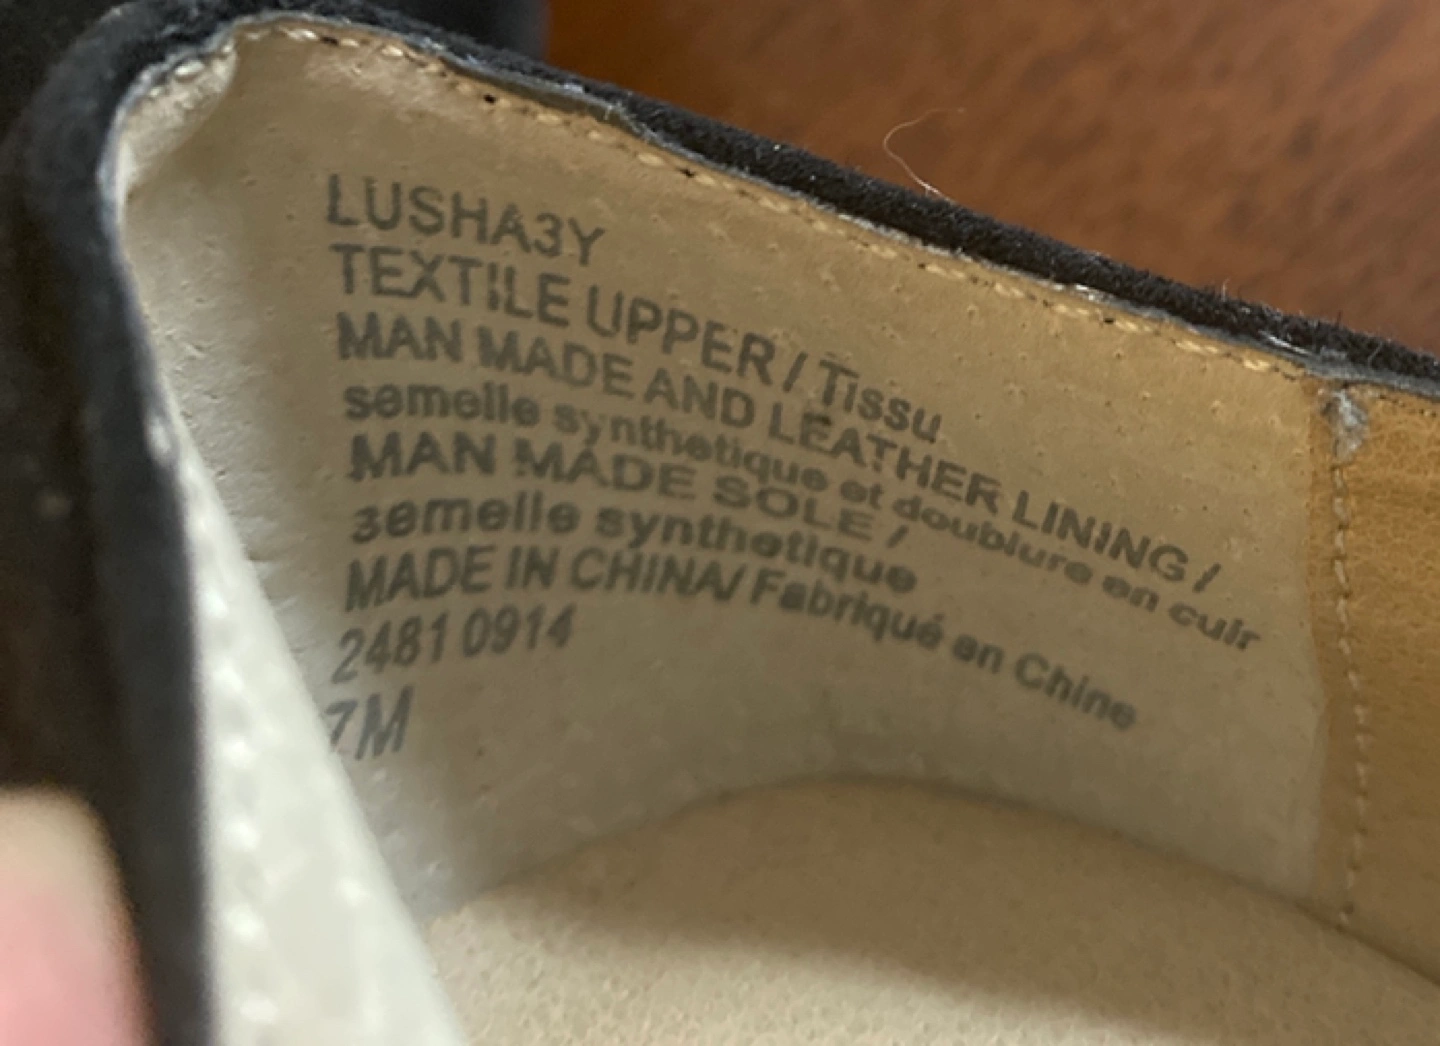 LUSHA3Y
TEXTILE UPPER / Tissu
MAN MADE AND LEATHER LINING /
semelle synthetique et doublure en cuir
MAN MADE SOLE /
semelle synthetique
MADE IN CHINA/ Fabriqué en Chine
2481 0914
7M